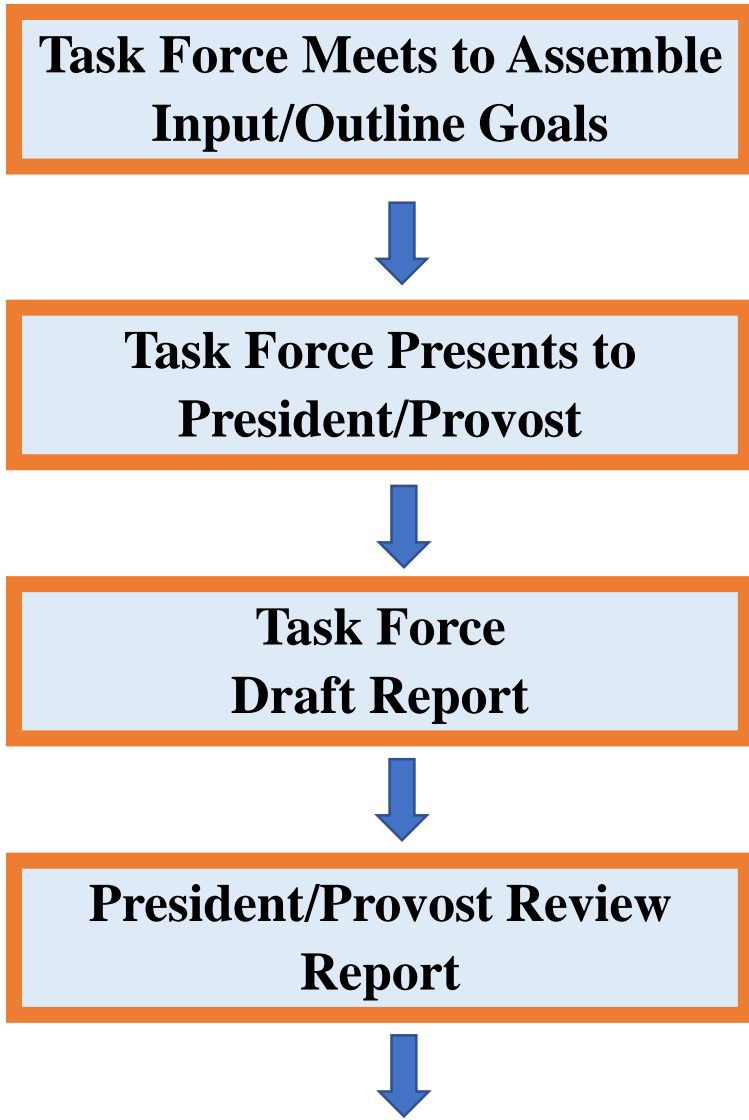 Task Force Meets to Assemble
Input/Outline Goals
Task Force Presents to
President/Provost
Task Force
Draft Report
President/Provost Review
Report